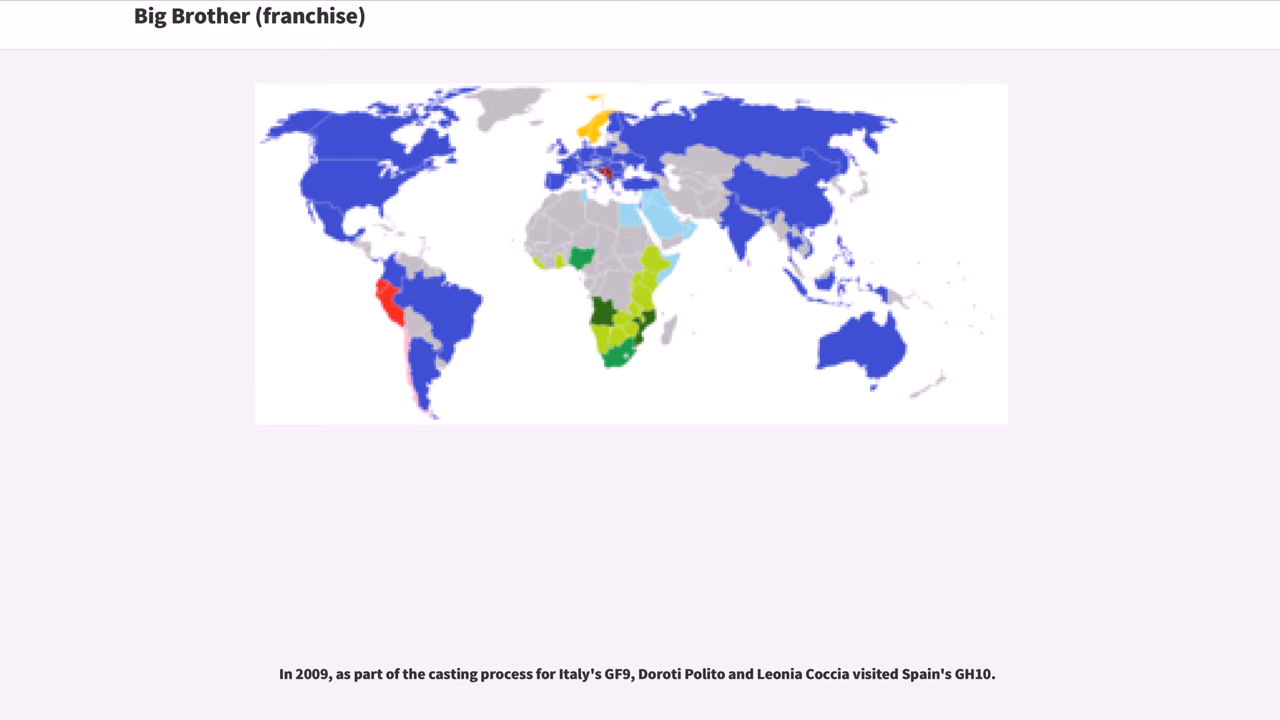 Big Brother (franchise)
In 2009, as part of the casting process for Italy's GF9, Doroti Polito and Leonia Coccia visited Spain's GH10.